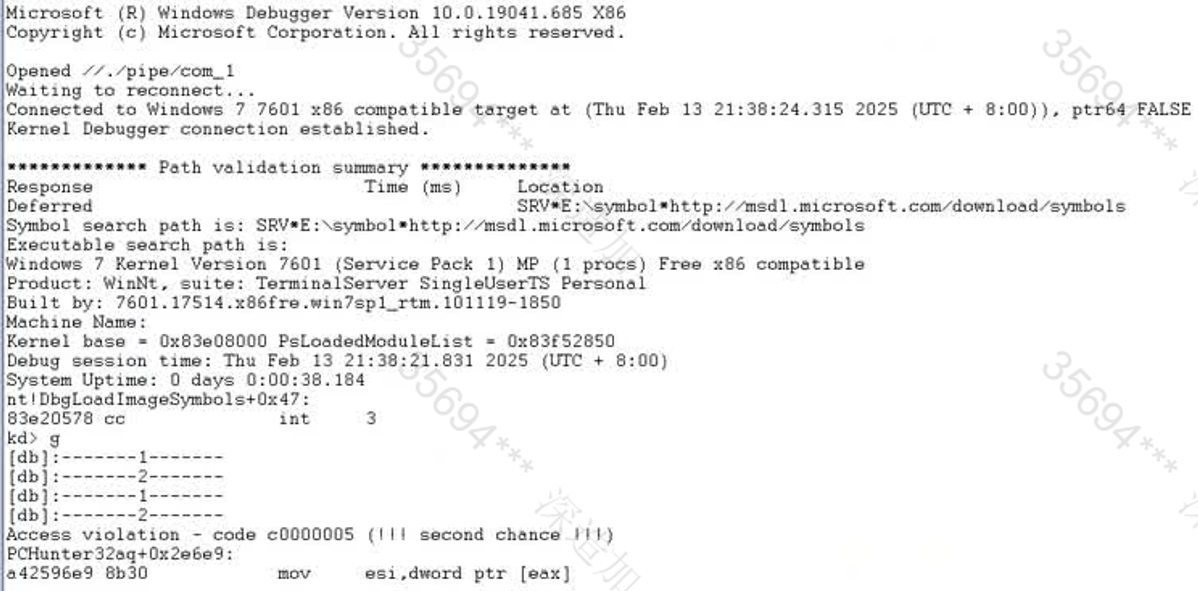 Microsoft (R) Windows Debugger Version 10.0.19041.685 X86
Copyright (c) Microsoft Corporation. All rights reserved.
Opened //./pipe/com_1
Waiting to reconnect...
Connected to Windows 7 7601 x86 compatible target at (Thu Feb 13 21:38:24.315 2025 (UTC + 8:00)), ptr64 FALSE
Kernel Debugger connection established.
************* Path validation summary **************
Response Time (ms) Location
Deferred SRV*E:\symbol*http://msdl.microsoft.com/download/symbols
Symbol search path is: SRV*E:\symbol*http://msdl.microsoft.com/download/symbols
Executable search path is:
Windows 7 Kernel Version 7601 (Service Pack 1) MP (1 procs) Free x86 compatible
Product: WinNt, suite: TerminalServer SingleUserTS Personal
Built by: 7601.17514.x86fre.win7sp1_rtm.101119-1850
Machine Name:
Kernel base = 0x83e08000 PsLoadedModuleList = 0x83f52850
Debug session time: Thu Feb 13 21:38:21.831 2025 (UTC + 8:00)
System Uptime: 0 days 0:00:38.184
nt!DbgLoadImageSymbols+0x47:
83e20578 cc int 3
kd> g
[db]:-------1-------
[db]:-------2-------
[db]:-------1-------
[db]:-------2-------
Access violation - code c0000005 (!!! second chance !!!)
PCHunter32aq+0x2e6e9:
a42596e9 8b30 mov esi,dword ptr [eax]
35694***
35694***
35694***
35694***